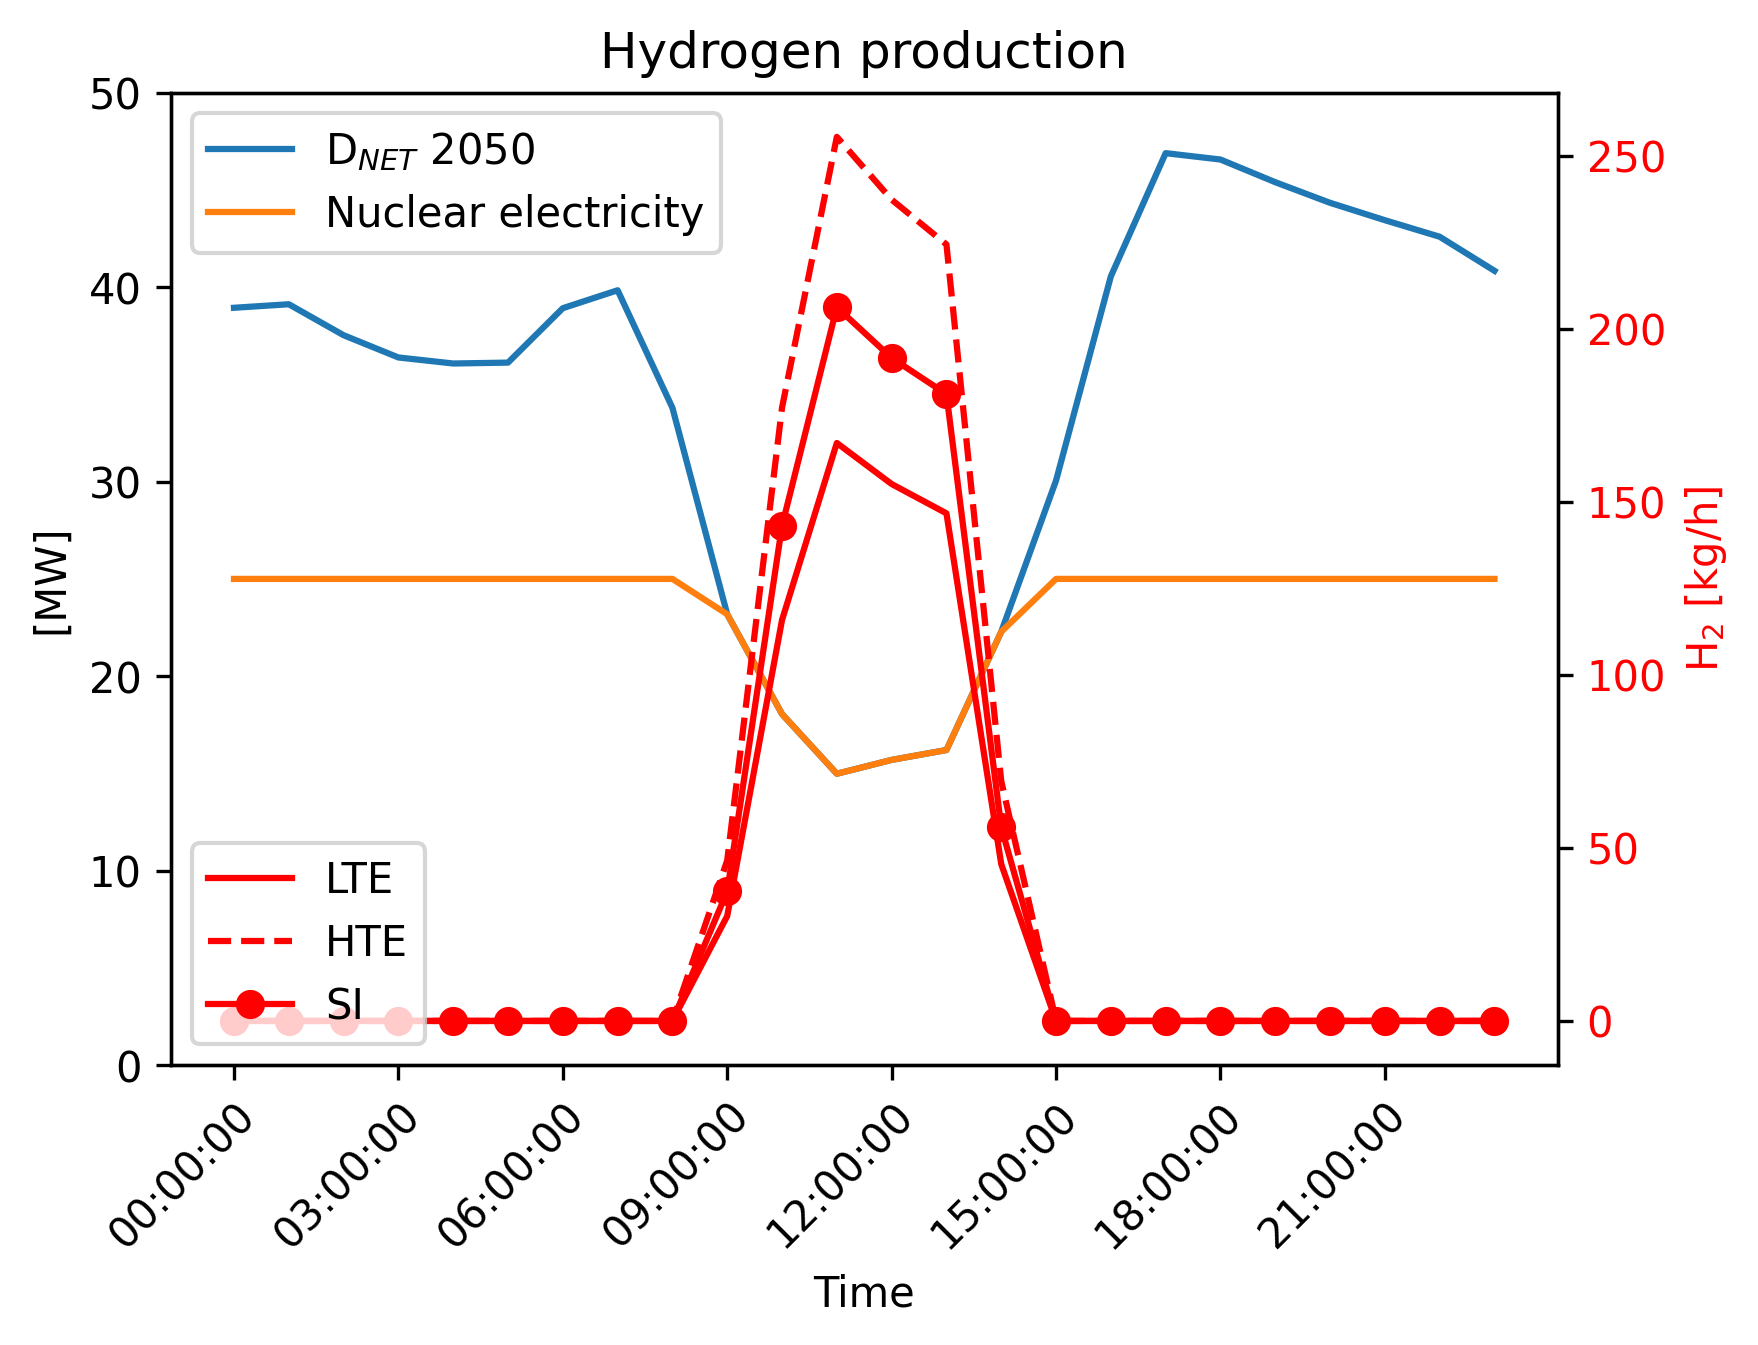 Hydrogen production
50
40
30
20
10
0
[MW]
D_NET 2050
Nuclear electricity
LTE
HTE
SI
250
200
150
100
50
0
H₂ [kg/h]
00:00:00
03:00:00
06:00:00
09:00:00
12:00:00
15:00:00
18:00:00
21:00:00
Time